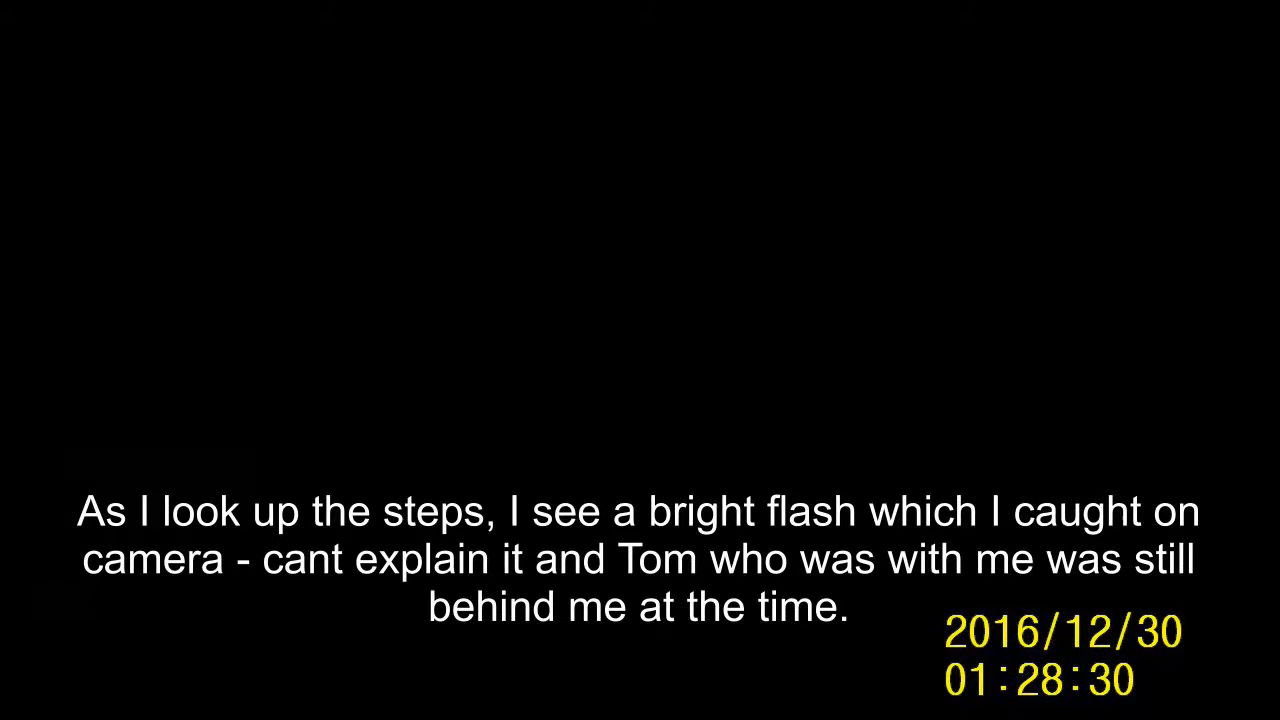 As I look up the steps, I see a bright flash which I caught on
camera - cant explain it and Tom who was with me was still
behind me at the time.
2016/12/30
01:28:30